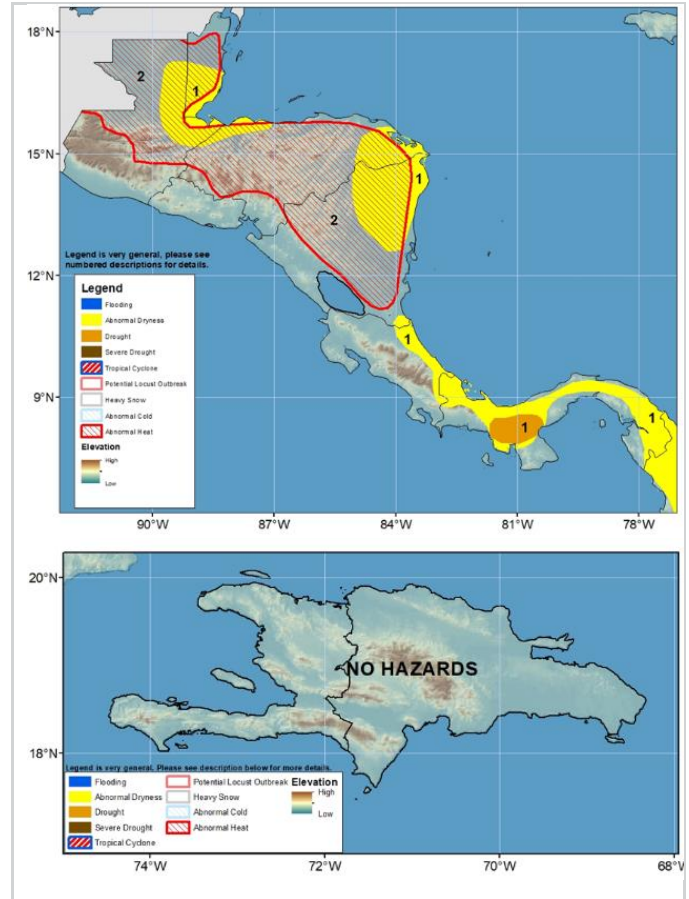 18°N
15°N
12°N
9°N
2
1
1
2
1
1
1
Legend is very general, please see
numbered descriptions for details.
Legend
Flooding
Abnormal Dryness
Drought
Severe Drought
Tropical Cyclone
Potential Locust Outbreak
Heavy Snow
Abnormal Cold
Abnormal Heat
Elevation
High
Low
90°W 87°W 84°W 81°W 78°W
20°N
18°N
NO HAZARDS
Legend is very general. Please see description below for more details.
Flooding
Abnormal Dryness
Drought
Severe Drought
Tropical Cyclone
Potential Locust Outbreak
Heavy Snow
Abnormal Cold
Abnormal Heat
Elevation
High
Low
74°W 72°W 70°W 68°W